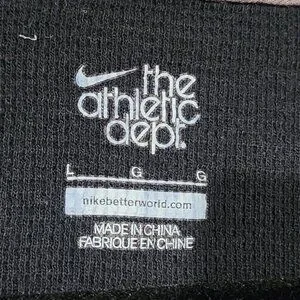 the
athletic
dept.
L G G
nikebetterworld.com
MADE IN CHINA
FABRIQUE EN CHINE